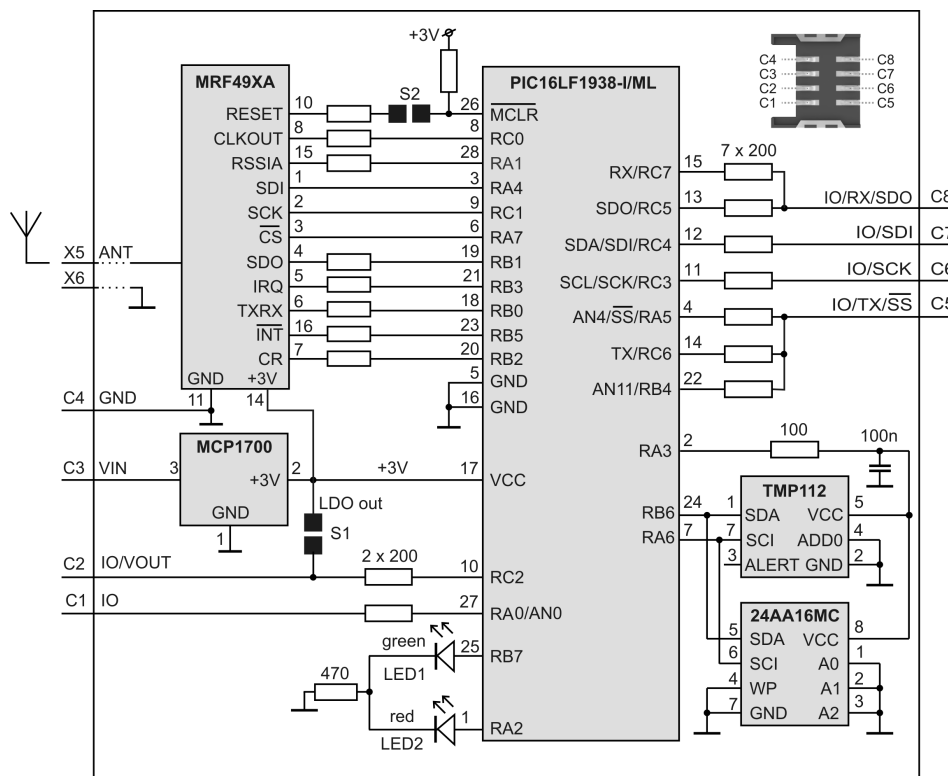 +3V
C4 C8
C3 C7
C2 C6
C1 C5
MRF49XA
PIC16LF1938-I/ML
S2
RESET 10 26 MCLR
CLKOUT 8 8 RC0
RSSIA 15 28 RA1
SDI 1 3 RA4
SCK 2 9 RC1
CS 3 6 RA7
SDO 4 19 RB1
IRQ 5 21 RB3
TXRX 6 18 RB0
INT 16 23 RB5
CR 7 20 RB2
5 GND
16 GND
GND +3V
11 14
X5 ANT
X6
C4 GND
7 x 200
RX/RC7 15
SDO/RC5 13 IO/RX/SDO C8
SDA/SDI/RC4 12 IO/SDI C7
SCL/SCK/RC3 11 IO/SCK C6
AN4/SS/RA5 4 IO/TX/SS C5
TX/RC6 14
AN11/RB4 22
MCP1700
C3 VIN 3 +3V 2 +3V 17 VCC
GND
1
LDO out
S1
RA3 2 100 100n
TMP112
RB6 24 1 SDA VCC 5
RA6 7 7 SCI ADD0 4
3 ALERT GND 2
C2 IO/VOUT 2 x 200 10 RC2
C1 IO 27 RA0/AN0
24AA16MC
5 SDA VCC 8
6 SCI A0 1
4 WP A1 2
7 GND A2 3
green 25 RB7
LED1
470
red 1 RA2
LED2